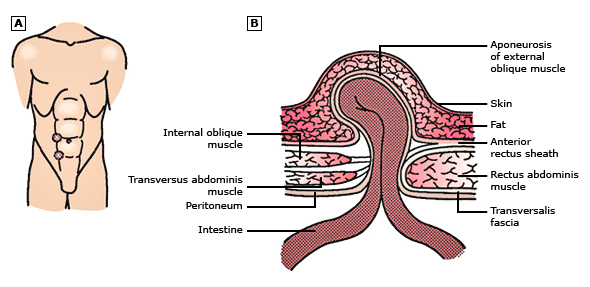 A
B
Aponeurosis
of external
oblique muscle
Skin
Fat
Anterior
rectus sheath
Rectus abdominis
muscle
Transversalis
fascia
Internal oblique
muscle
Transversus abdominis
muscle
Peritoneum
Intestine